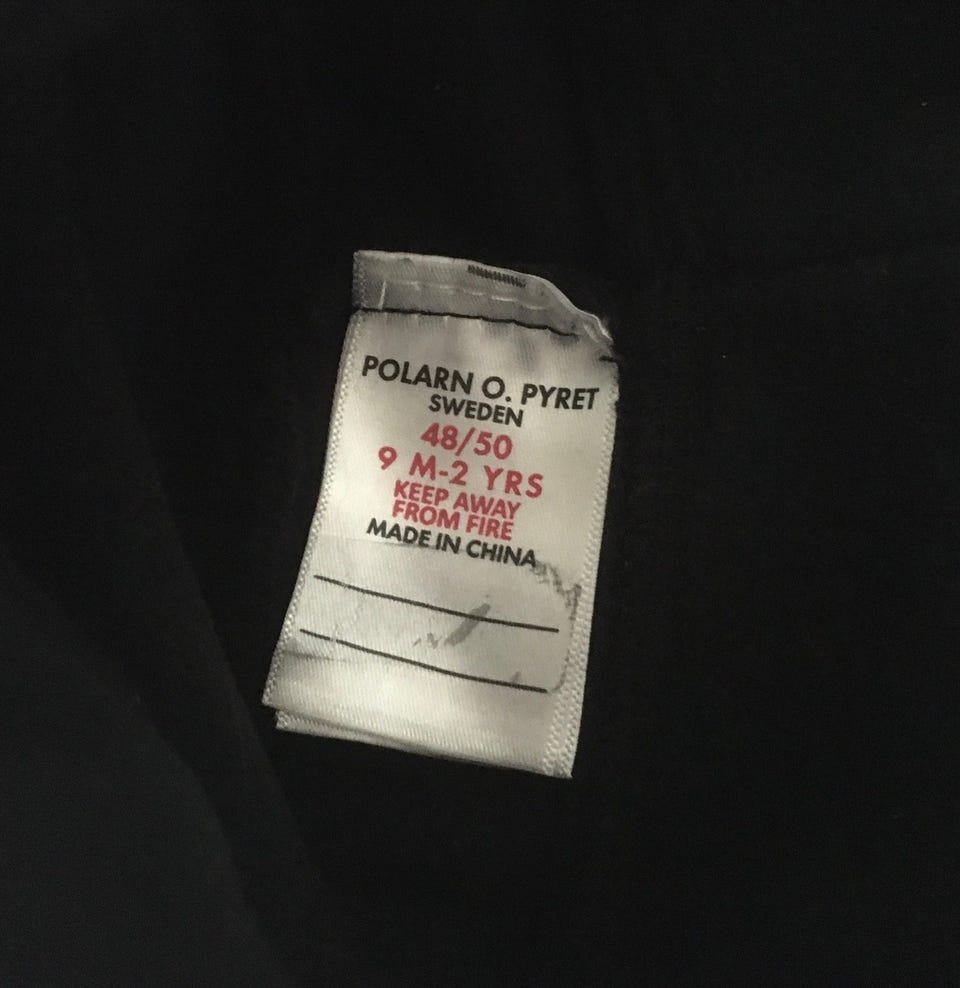 POLARN O. PYRET
SWEDEN
48/50
9 M-2 YRS
KEEP AWAY
FROM FIRE
MADE IN CHINA